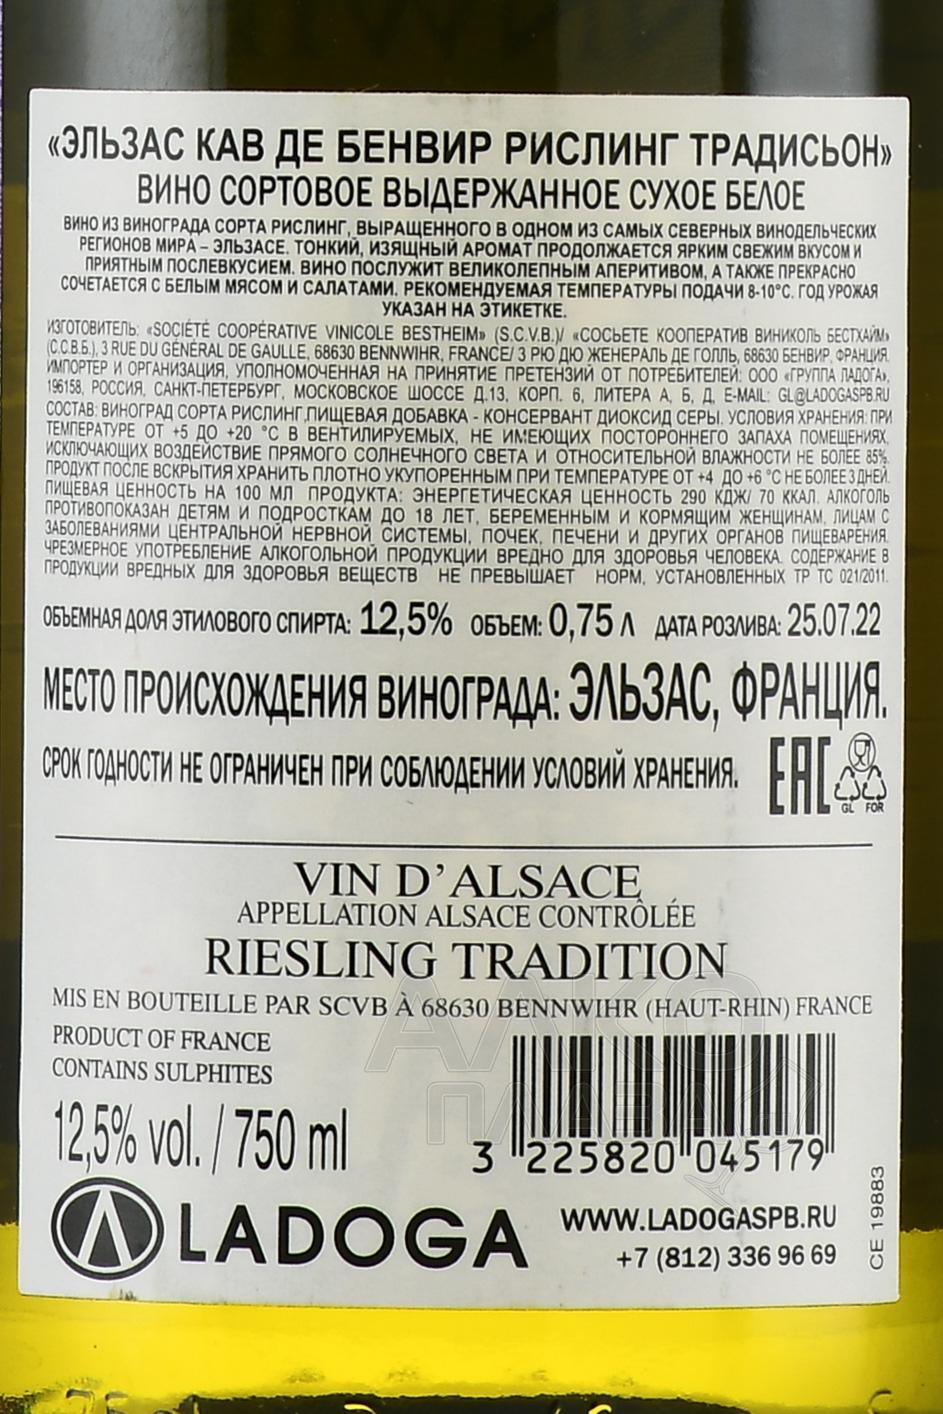 «ЭЛЬЗАС КАВ ДЕ БЕНВИР РИСЛИНГ ТРАДИСЬОН»
ВИНО СОРТОВОЕ ВЫДЕРЖАННОЕ СУХОЕ БЕЛОЕ
ВИНО ИЗ ВИНОГРАДА СОРТА РИСЛИНГ, ВЫРАЩЕННОГО В ОДНОМ ИЗ САМЫХ СЕВЕРНЫХ ВИНОДЕЛЬЧЕСКИХ
РЕГИОНОВ МИРА – ЭЛЬЗАСЕ. ТОНКИЙ, ИЗЯЩНЫЙ АРОМАТ ПРОДОЛЖАЕТСЯ ЯРКИМ СВЕЖИМ ВКУСОМ И
ПРИЯТНЫМ ПОСЛЕВКУСИЕМ. ВИНО ПОСЛУЖИТ ВЕЛИКОЛЕПНЫМ АПЕРИТИВОМ, А ТАКЖЕ ПРЕКРАСНО
СОЧЕТАЕТСЯ С БЕЛЫМ МЯСОМ И САЛАТАМИ. РЕКОМЕНДУЕМАЯ ТЕМПЕРАТУРЫ ПОДАЧИ 8-10°С. ГОД УРОЖАЯ
УКАЗАН НА ЭТИКЕТКЕ.
ИЗГОТОВИТЕЛЬ: «SOCIÉTÉ COOPÉRATIVE VINICOLE BESTHEIM» (S.C.V.B.)/ «СОСЬЕТЕ КООПЕРАТИВ ВИНИКОЛЬ БЕСТХАЙМ»
(С.С.В.Б.), 3 RUE DU GÉNÉRAL DE GAULLE, 68630 BENNWIHR, FRANCE/ 3 РЮ ДЮ ЖЕНЕРАЛЬ ДЕ ГОЛЛЬ, 68630 БЕНВИР, ФРАНЦИЯ.
ИМПОРТЕР И ОРГАНИЗАЦИЯ, УПОЛНОМОЧЕННАЯ НА ПРИНЯТИЕ ПРЕТЕНЗИЙ ОТ ПОТРЕБИТЕЛЕЙ: ООО «ГРУППА ЛАДОГА»,
196158, РОССИЯ, САНКТ-ПЕТЕРБУРГ, МОСКОВСКОЕ ШОССЕ Д.13, КОРП. 6, ЛИТЕРА А, Б, Д, E-MAIL: GL@LADOGASPB.RU
СОСТАВ: ВИНОГРАД СОРТА РИСЛИНГ,ПИЩЕВАЯ ДОБАВКА - КОНСЕРВАНТ ДИОКСИД СЕРЫ. УСЛОВИЯ ХРАНЕНИЯ: ПРИ
ТЕМПЕРАТУРЕ ОТ +5 ДО +20 °С В ВЕНТИЛИРУЕМЫХ, НЕ ИМЕЮЩИХ ПОСТОРОННЕГО ЗАПАХА ПОМЕЩЕНИЯХ,
ИСКЛЮЧАЮЩИХ ВОЗДЕЙСТВИЕ ПРЯМОГО СОЛНЕЧНОГО СВЕТА И ОТНОСИТЕЛЬНОЙ ВЛАЖНОСТИ НЕ БОЛЕЕ 85%.
ПРОДУКТ ПОСЛЕ ВСКРЫТИЯ ХРАНИТЬ ПЛОТНО УКУПОРЕННЫМ ПРИ ТЕМПЕРАТУРЕ ОТ +4 ДО +6 °С НЕ БОЛЕЕ 3 ДНЕЙ.
ПИЩЕВАЯ ЦЕННОСТЬ НА 100 МЛ ПРОДУКТА: ЭНЕРГЕТИЧЕСКАЯ ЦЕННОСТЬ 290 КДЖ/ 70 ККАЛ. АЛКОГОЛЬ
ПРОТИВОПОКАЗАН ДЕТЯМ И ПОДРОСТКАМ ДО 18 ЛЕТ, БЕРЕМЕННЫМ И КОРМЯЩИМ ЖЕНЩИНАМ, ЛИЦАМ С
ЗАБОЛЕВАНИЯМИ ЦЕНТРАЛЬНОЙ НЕРВНОЙ СИСТЕМЫ, ПОЧЕК, ПЕЧЕНИ И ДРУГИХ ОРГАНОВ ПИЩЕВАРЕНИЯ.
ЧРЕЗМЕРНОЕ УПОТРЕБЛЕНИЕ АЛКОГОЛЬНОЙ ПРОДУКЦИИ ВРЕДНО ДЛЯ ЗДОРОВЬЯ ЧЕЛОВЕКА. СОДЕРЖАНИЕ В
ПРОДУКЦИИ ВРЕДНЫХ ДЛЯ ЗДОРОВЬЯ ВЕЩЕСТВ НЕ ПРЕВЫШАЕТ НОРМ, УСТАНОВЛЕННЫХ ТР ТС 021/2011.
ОБЪЕМНАЯ ДОЛЯ ЭТИЛОВОГО СПИРТА: 12,5% ОБЪЕМ: 0,75 Л ДАТА РОЗЛИВА: 25.07.22
МЕСТО ПРОИСХОЖДЕНИЯ ВИНОГРАДА: ЭЛЬЗАС, ФРАНЦИЯ.
СРОК ГОДНОСТИ НЕ ОГРАНИЧЕН ПРИ СОБЛЮДЕНИИ УСЛОВИЙ ХРАНЕНИЯ.
EAC
GL FOR
VIN D'ALSACE
APPELLATION ALSACE CONTRÔLÉE
RIESLING TRADITION
MIS EN BOUTEILLE PAR SCVB À 68630 BENNWIHR (HAUT-RHIN) FRANCE
PRODUCT OF FRANCE
CONTAINS SULPHITES
12,5% vol. / 750 ml
3 225820 045179
LADOGA
WWW.LADOGASPB.RU
+7 (812) 336 96 69
CE 19883
АЛКО
ПЛАЗА